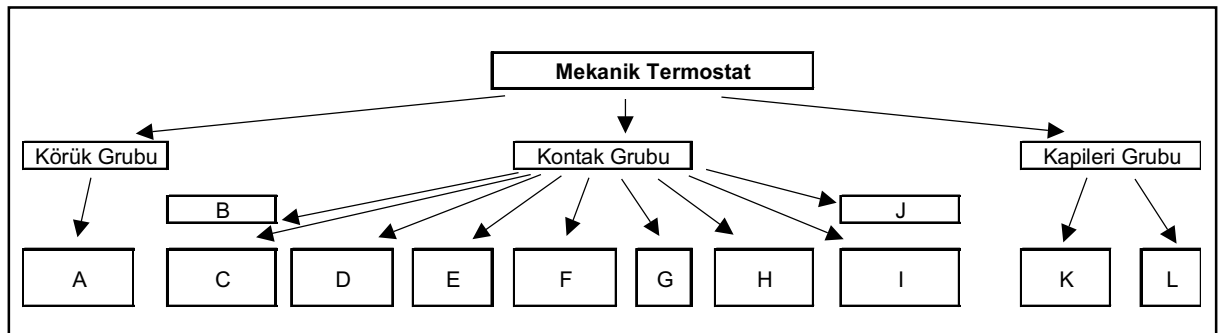 Mekanik Termostat
Körük Grubu
Kontak Grubu
Kapileri Grubu
B
J
A
C
D
E
F
G
H
I
K
L